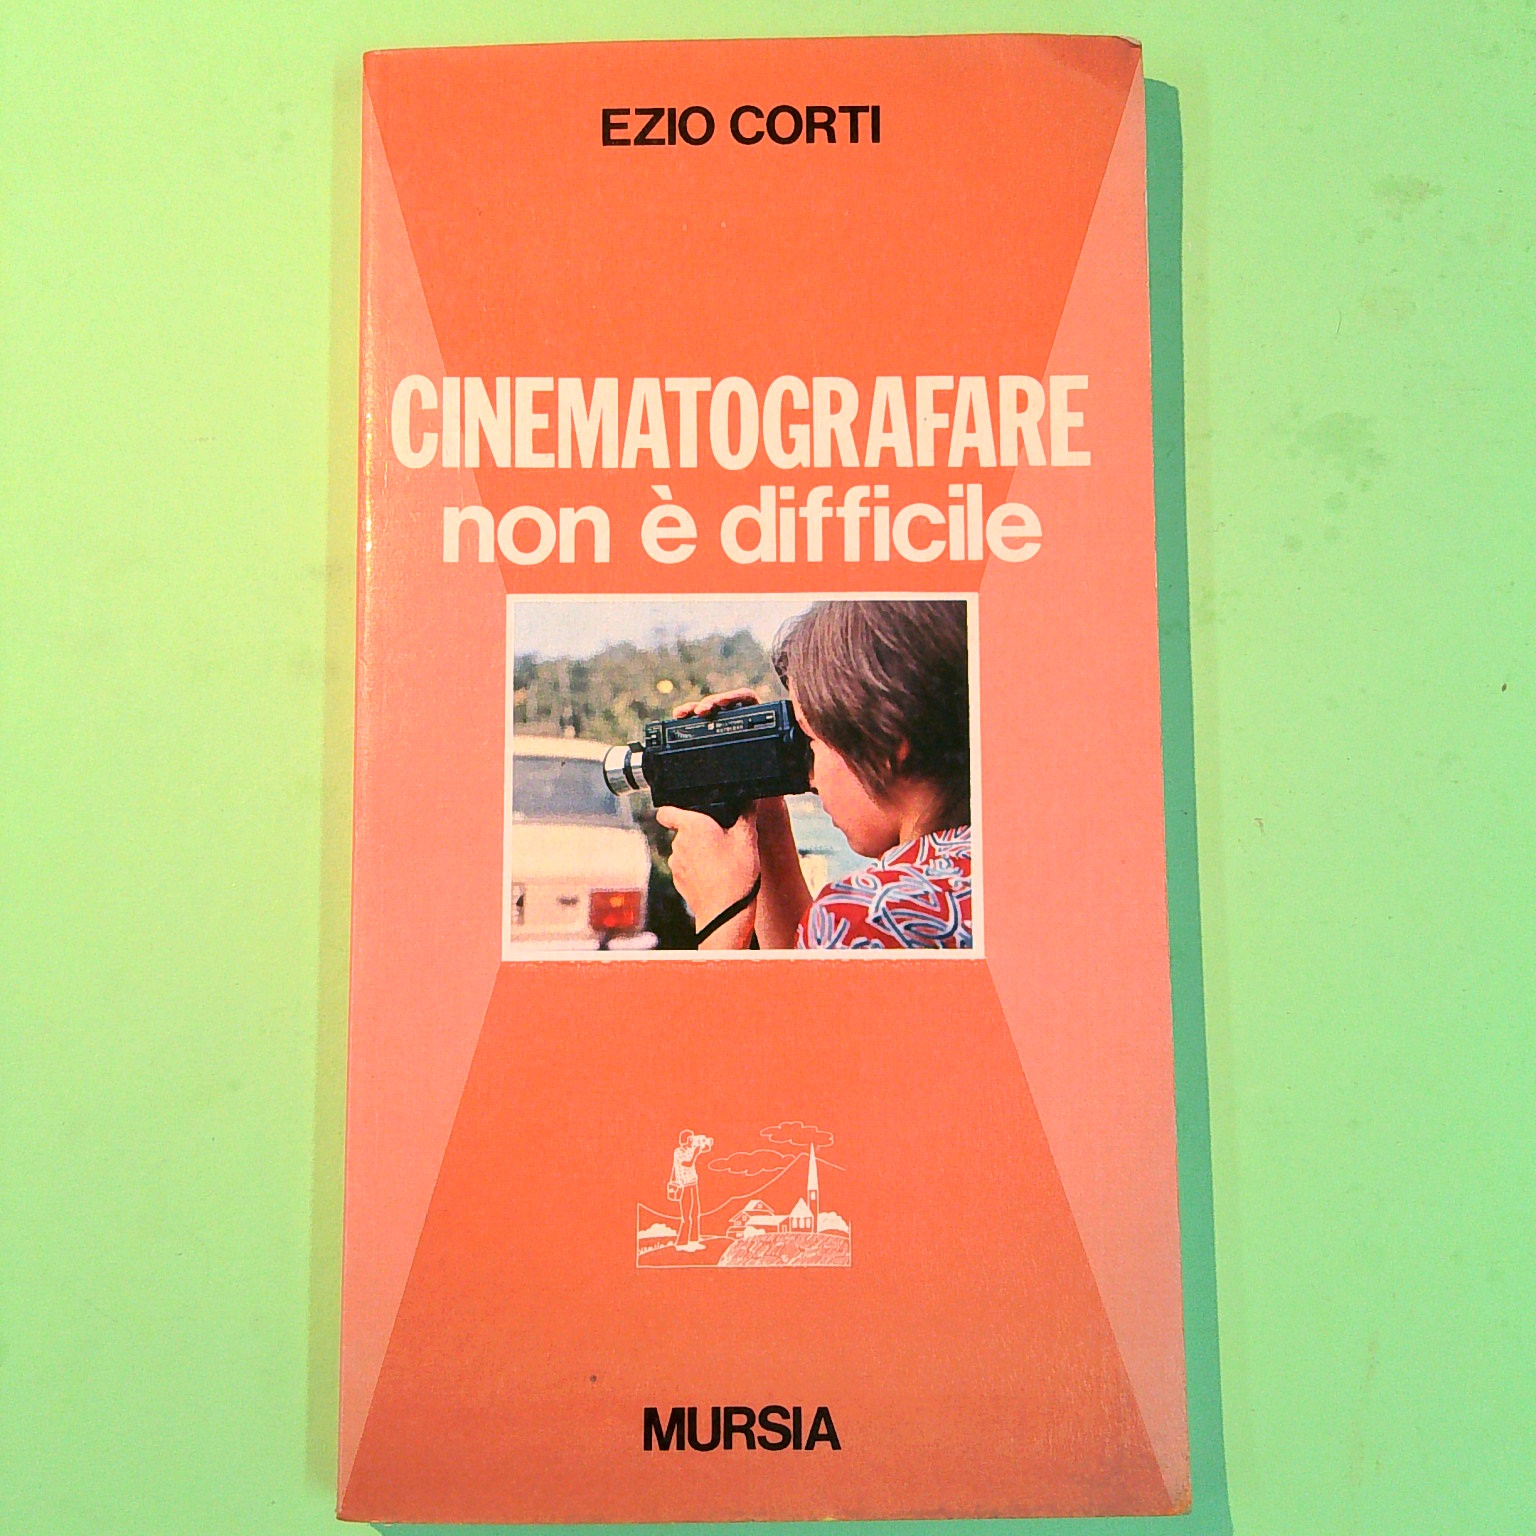 EZIO CORTI
CINEMATOGRAFARE
non è difficile
MURSIA